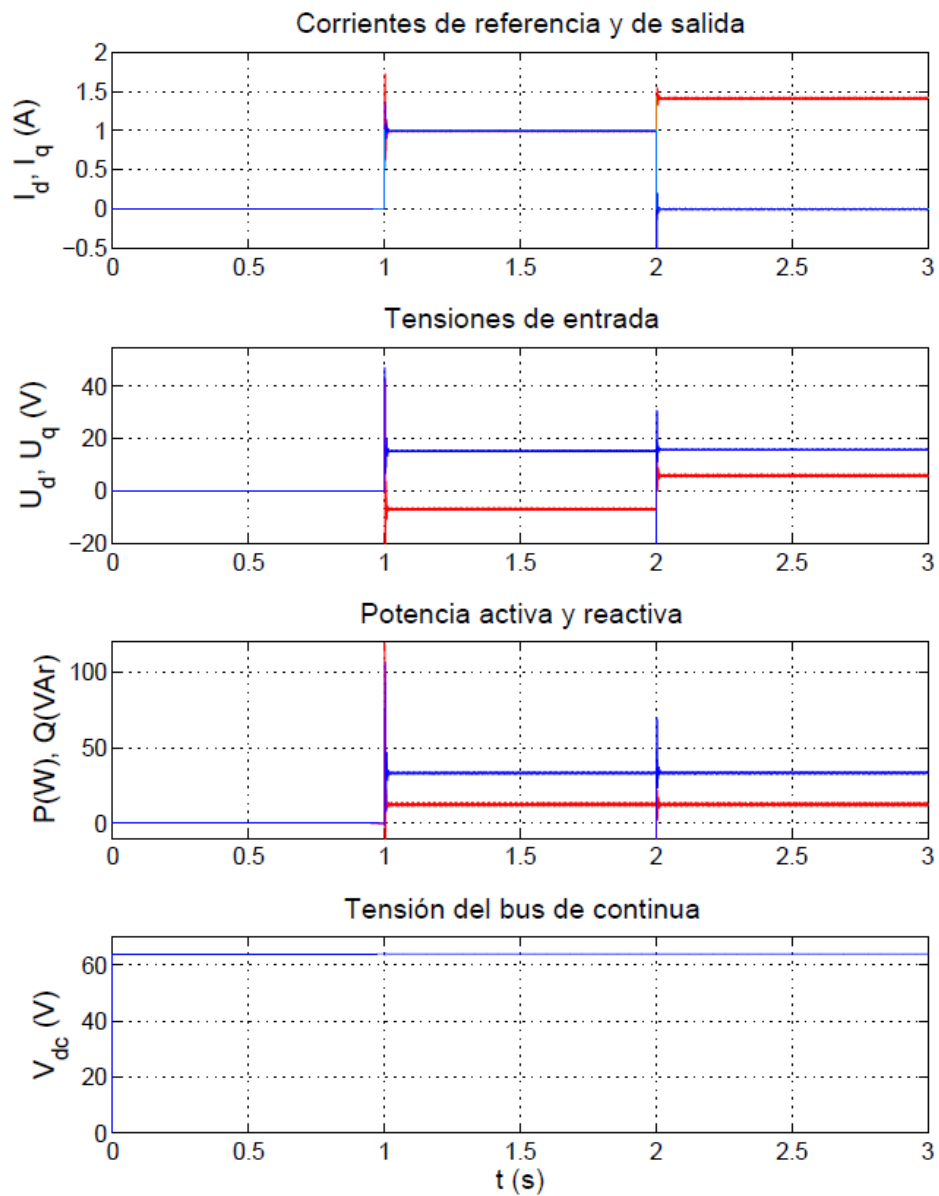 Corrientes de referencia y de salida
I_d, I_q (A)
2
1.5
1
0.5
0
−0.5
0 0.5 1 1.5 2 2.5 3
Tensiones de entrada
U_d, U_q (V)
40
20
0
−20
0 0.5 1 1.5 2 2.5 3
Potencia activa y reactiva
P(W), Q(VAr)
100
50
0
0 0.5 1 1.5 2 2.5 3
Tensión del bus de continua
V_dc (V)
60
40
20
0
0 0.5 1 1.5 2 2.5 3
t (s)